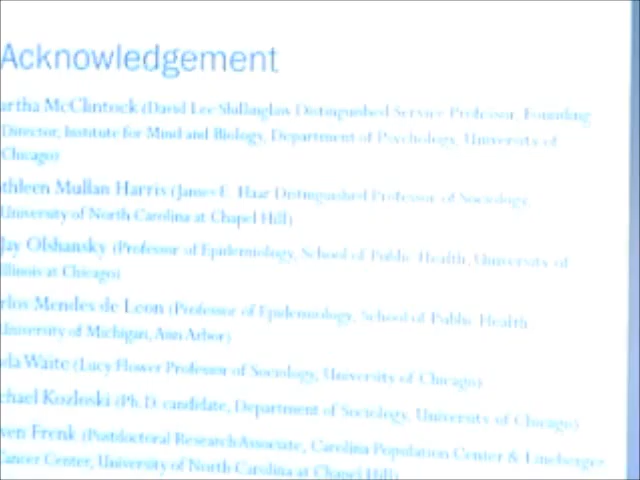 Acknowledgement
artha McClintock (David Lee Shillinglaw Distinguished Service Professor, Founding
Director, Institute for Mind and Biology, Department of Psychology, University of
Chicago)
thleen Mullan Harris (James E. Haar Distinguished Professor of Sociology,
University of North Carolina at Chapel Hill)
Jay Olshansky (Professor of Epidemiology, School of Public Health, University of
Illinois at Chicago)
rlos Mendes de Leon (Professor of Epidemiology, School of Public Health
University of Michigan, Ann Arbor)
nda Waite (Lucy Flower Professor of Sociology, University of Chicago)
chael Kozloski (Ph.D. candidate, Department of Sociology, University of Chicago)
ven Frenk (Postdoctoral Research Associate, Carolina Population Center & Lineberger
Cancer Center, University of North Carolina at Chapel Hill)